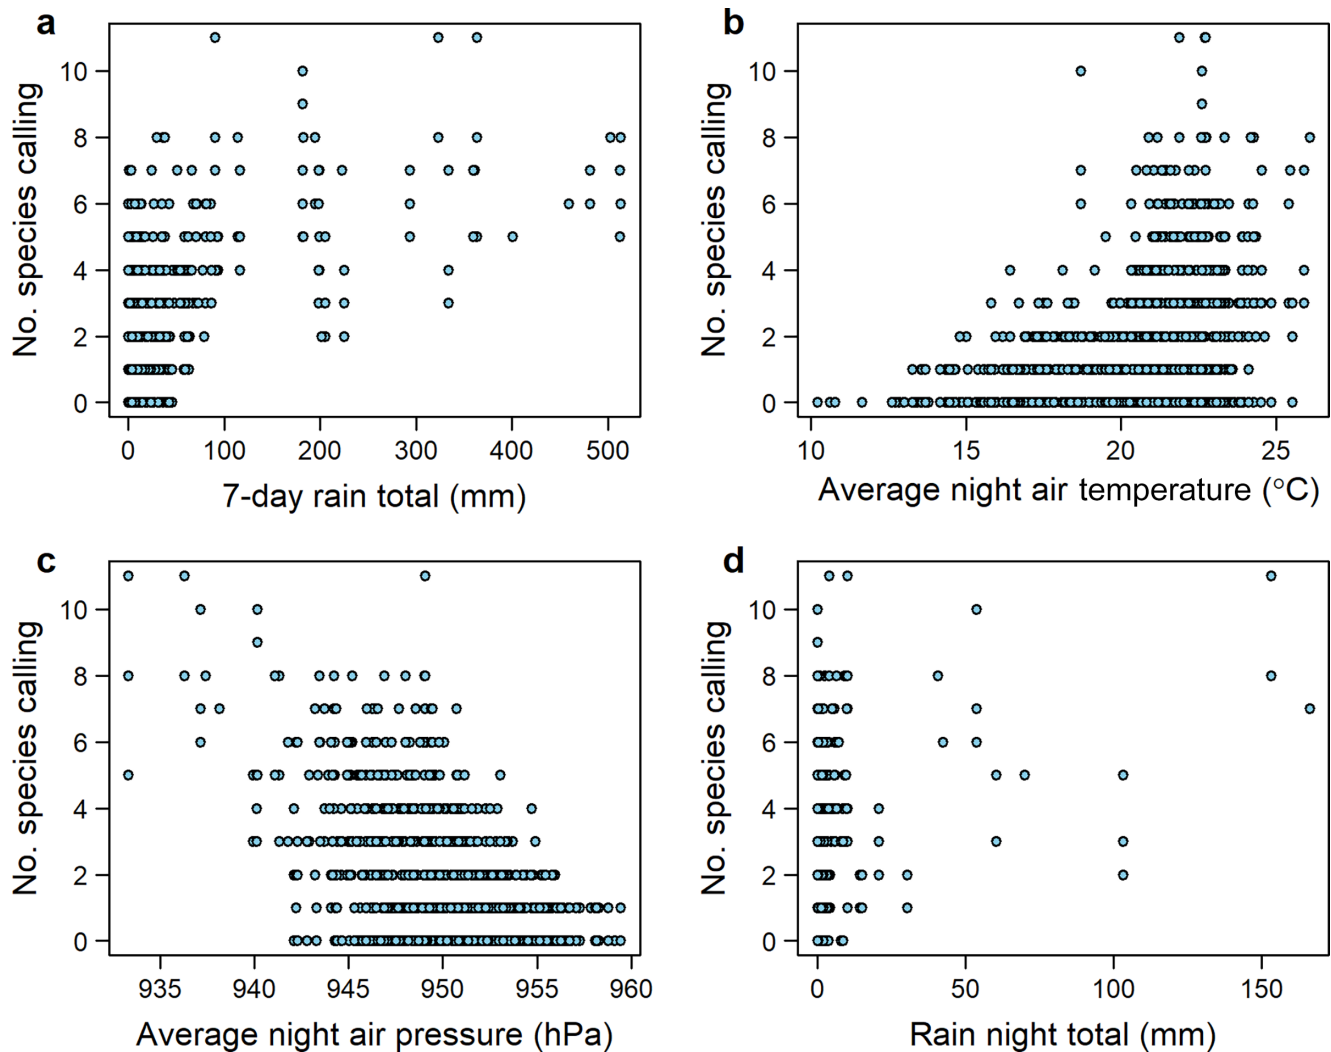 a
No. species calling
10
8
6
4
2
0
0 100 200 300 400 500
7-day rain total (mm)
b
No. species calling
10
8
6
4
2
0
10 15 20 25
Average night air temperature (°C)
c
No. species calling
10
8
6
4
2
0
935 940 945 950 955 960
Average night air pressure (hPa)
d
No. species calling
10
8
6
4
2
0
0 50 100 150
Rain night total (mm)